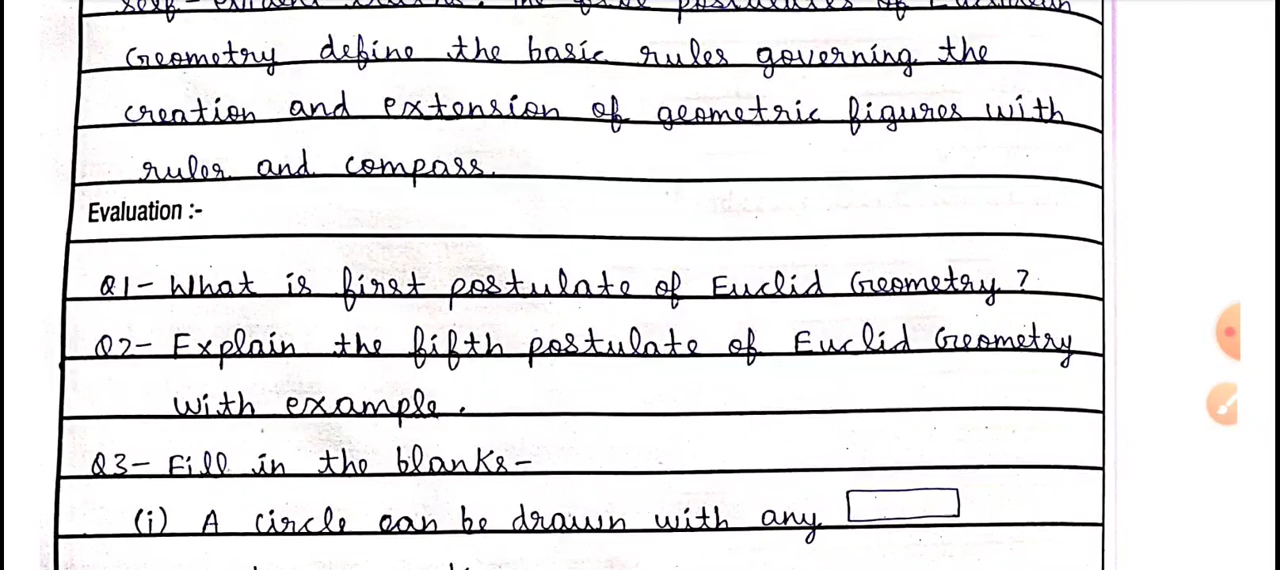 Geometry define the basic rules governing the
creation and extension of geometric figures with
ruler and compass.
Evaluation :-
Q1- What is first postulate of Euclid Geometry ?
Q2- Explain the fifth postulate of Euclid Geometry
with example.
Q3- Fill in the blanks-
(i) A circle can be drawn with any